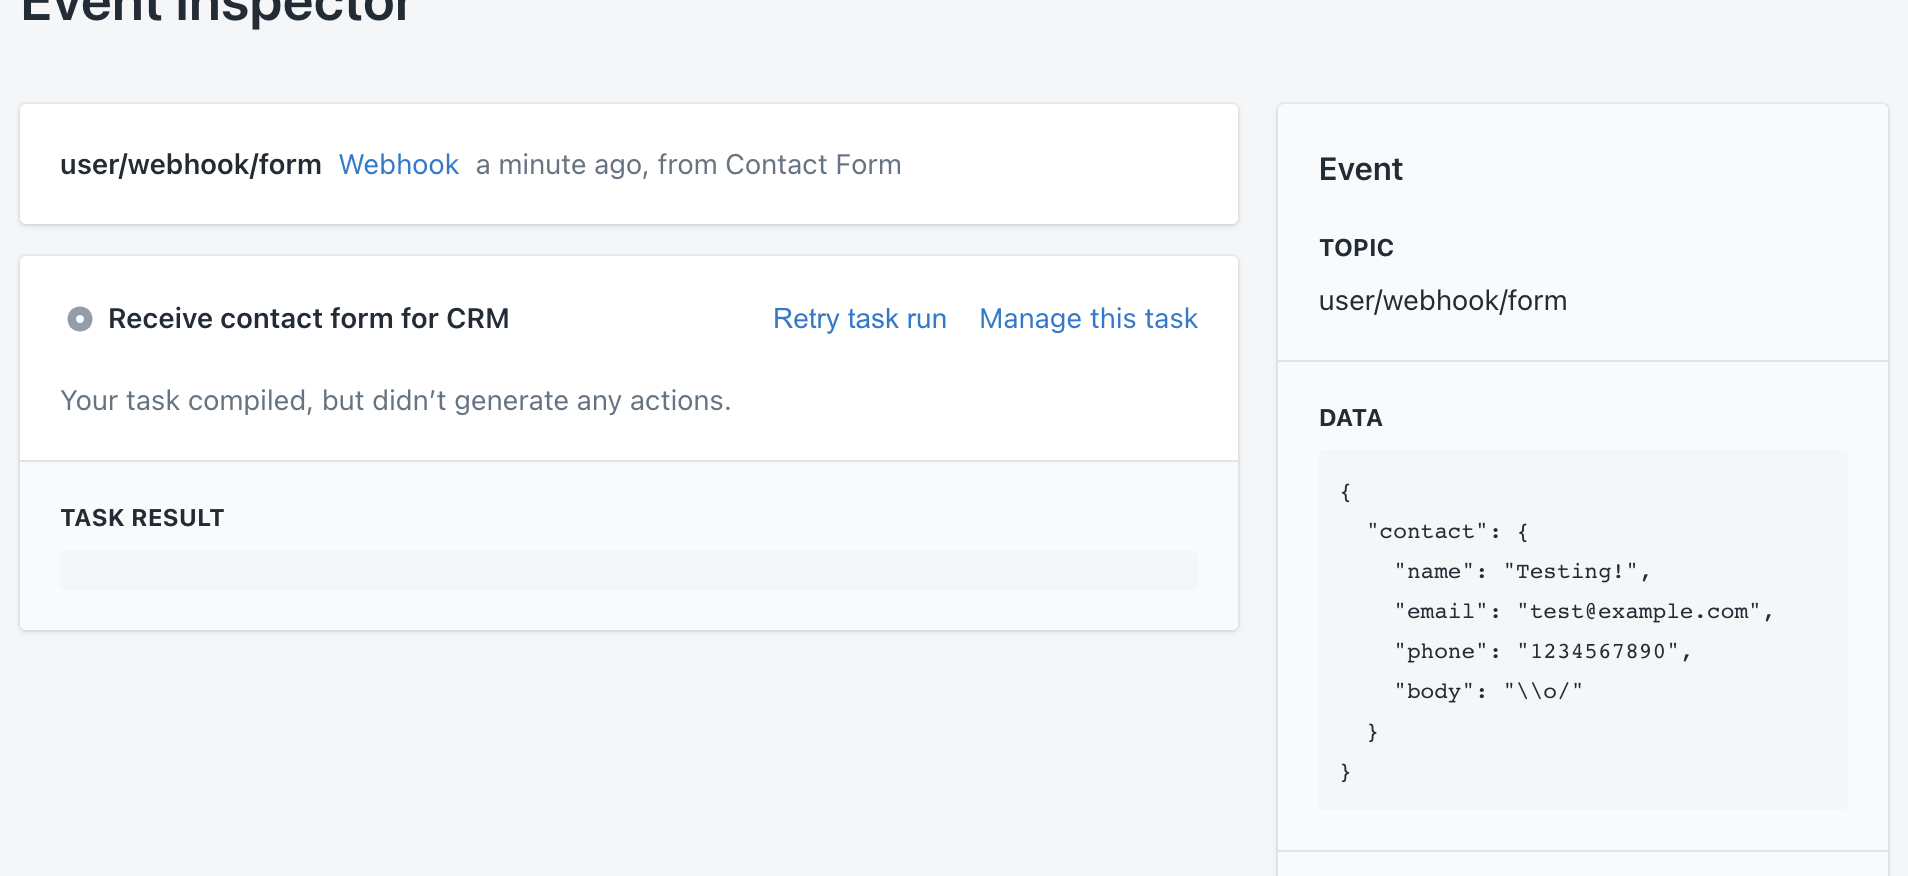 Event Inspector
user/webhook/form Webhook a minute ago, from Contact Form
Receive contact form for CRM Retry task run Manage this task
Your task compiled, but didn’t generate any actions.
TASK RESULT
Event
TOPIC
user/webhook/form
DATA
{
"contact": {
"name": "Testing!",
"email": "test@example.com",
"phone": "1234567890",
"body": "\\o/"
}
}